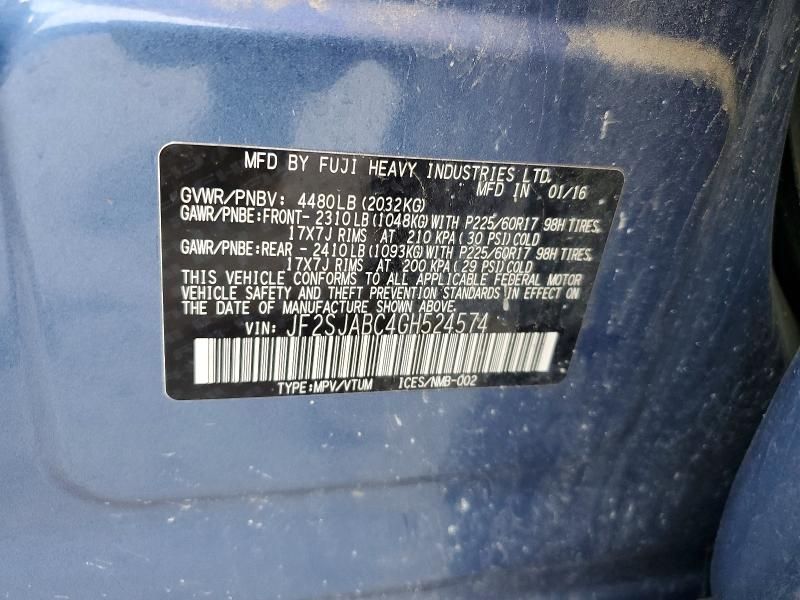 MFD BY FUJI HEAVY INDUSTRIES LTD.
MFD IN 01/16
GVWR/PNBV: 4480LB(2032KG)
GAWR/PNBE:FRONT- 2310LB(1048KG)WITH P225/60R17 98H TIRES,
17X7J RIMS AT 210 KPA(30 PSI)COLD
GAWR/PNBE:REAR - 2410LB(1093KG)WITH P225/60R17 98H TIRES,
17X7J RIMS AT 200 KPA(29 PSI)COLD
THIS VEHICLE CONFORMS TO ALL APPLICABLE FEDERAL MOTOR
VEHICLE SAFETY AND THEFT PREVENTION STANDARDS IN EFFECT ON
THE DATE OF MANUFACTURE SHOWN ABOVE.
VIN: JF2SJABC4GH524574
TYPE:MPV/VTUM ICES/NMB-002